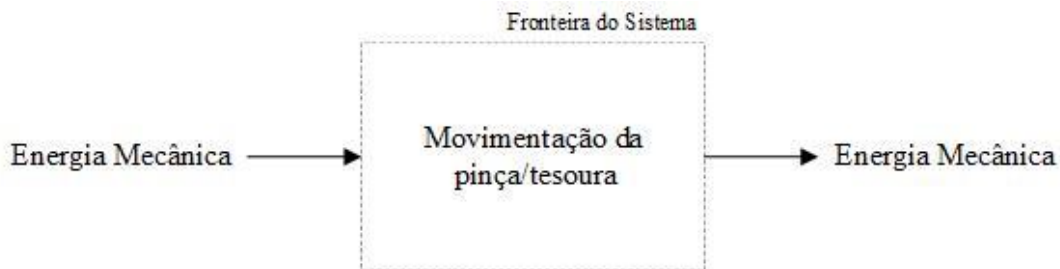 Fronteira do Sistema
Energia Mecânica
Movimentação da
pinça/tesoura
Energia Mecânica